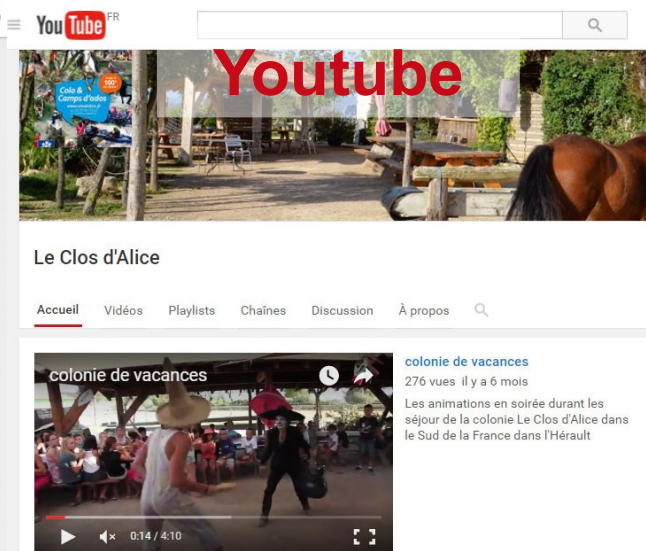 YouTube FR
Youtube
Colo &
Camps d'ados
100%
Le Clos d'Alice
Accueil Vidéos Playlists Chaînes Discussion À propos
colonie de vacances
0:14 / 4:10
colonie de vacances
276 vues il y a 6 mois
Les animations en soirée durant les
séjour de la colonie Le Clos d'Alice dans
le Sud de la France dans l'Hérault